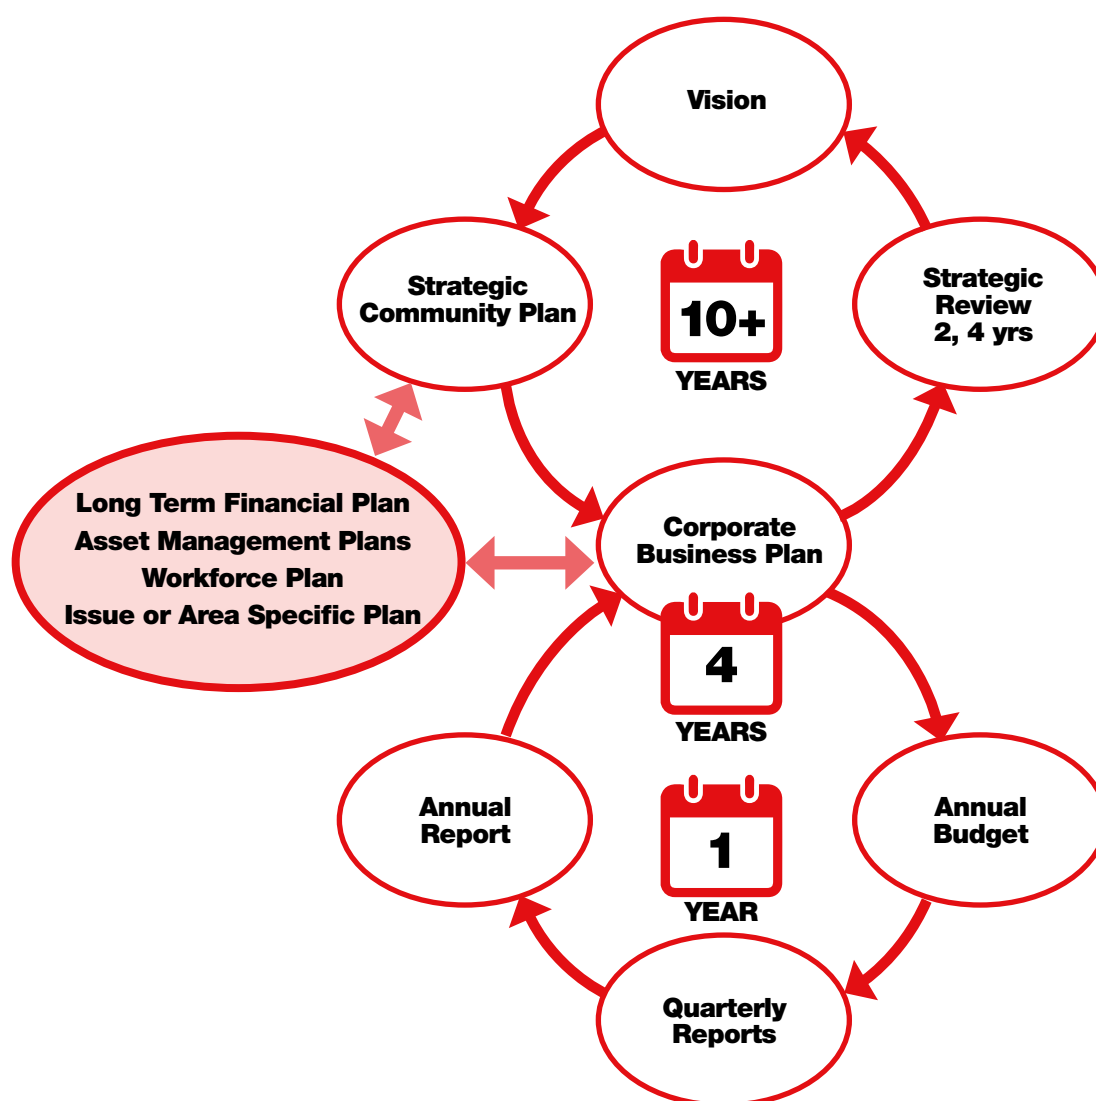 Vision
Strategic
Community Plan
10+
YEARS
Strategic
Review
2, 4 yrs
Long Term Financial Plan
Asset Management Plans
Workforce Plan
Issue or Area Specific Plan
Corporate
Business Plan
4
YEARS
Annual
Report
1
YEAR
Annual
Budget
Quarterly
Reports